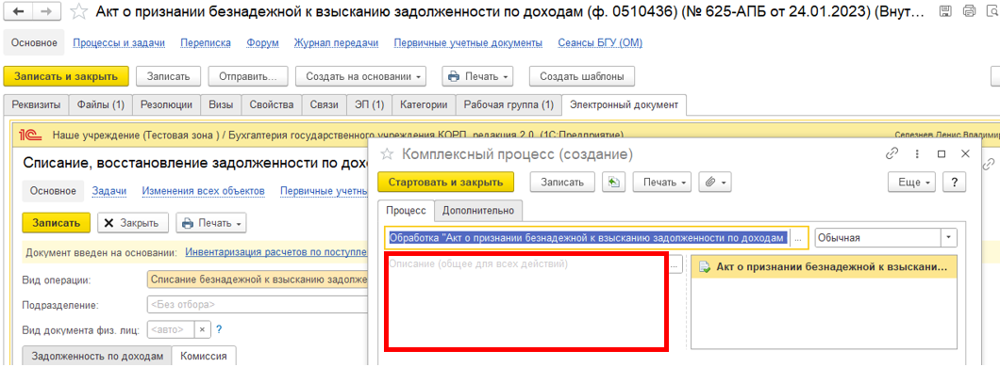 Акт о признании безнадежной к взысканию задолженности по доходам (ф. 0510436) (№ 625-АПБ от 24.01.2023) (Внут...
Основное Процессы и задачи Переписка Форум Журнал передачи Первичные учетные документы Сеансы БГУ (ОМ)
Записать и закрыть Записать Отправить... Создать на основании Печать Создать шаблоны
Реквизиты Файлы (1) Резолюции Визы Свойства Связи ЭП (1) Категории Рабочая группа (1) Электронный документ
1С Наше учреждение (Тестовая зона ) / Бухгалтерия государственного учреждения КОРП, редакция 2.0 (1С:Предприятие) Селезнев Денис Владимир
Списание, восстановление задолженности по дохо
Основное Задачи Изменения всех объектов Первичные учетны
Записать Закрыть Печать
Документ введен на основании: Инвентаризация расчетов по поступле
Вид операции: Списание безнадежной к взысканию задолже
Подразделение: <Без отбора>
Вид документа физ. лиц: <авто> × ?
Задолженность по доходам Комиссия
Комплексный процесс (создание)
Стартовать и закрыть Записать Печать Еще ?
Процесс Дополнительно
Обработка "Акт о признании безнадежной к взысканию задолженности по доходам ... Обычная
Описание (общее для всех действий) ...
Акт о признании безнадежной к взыскани...